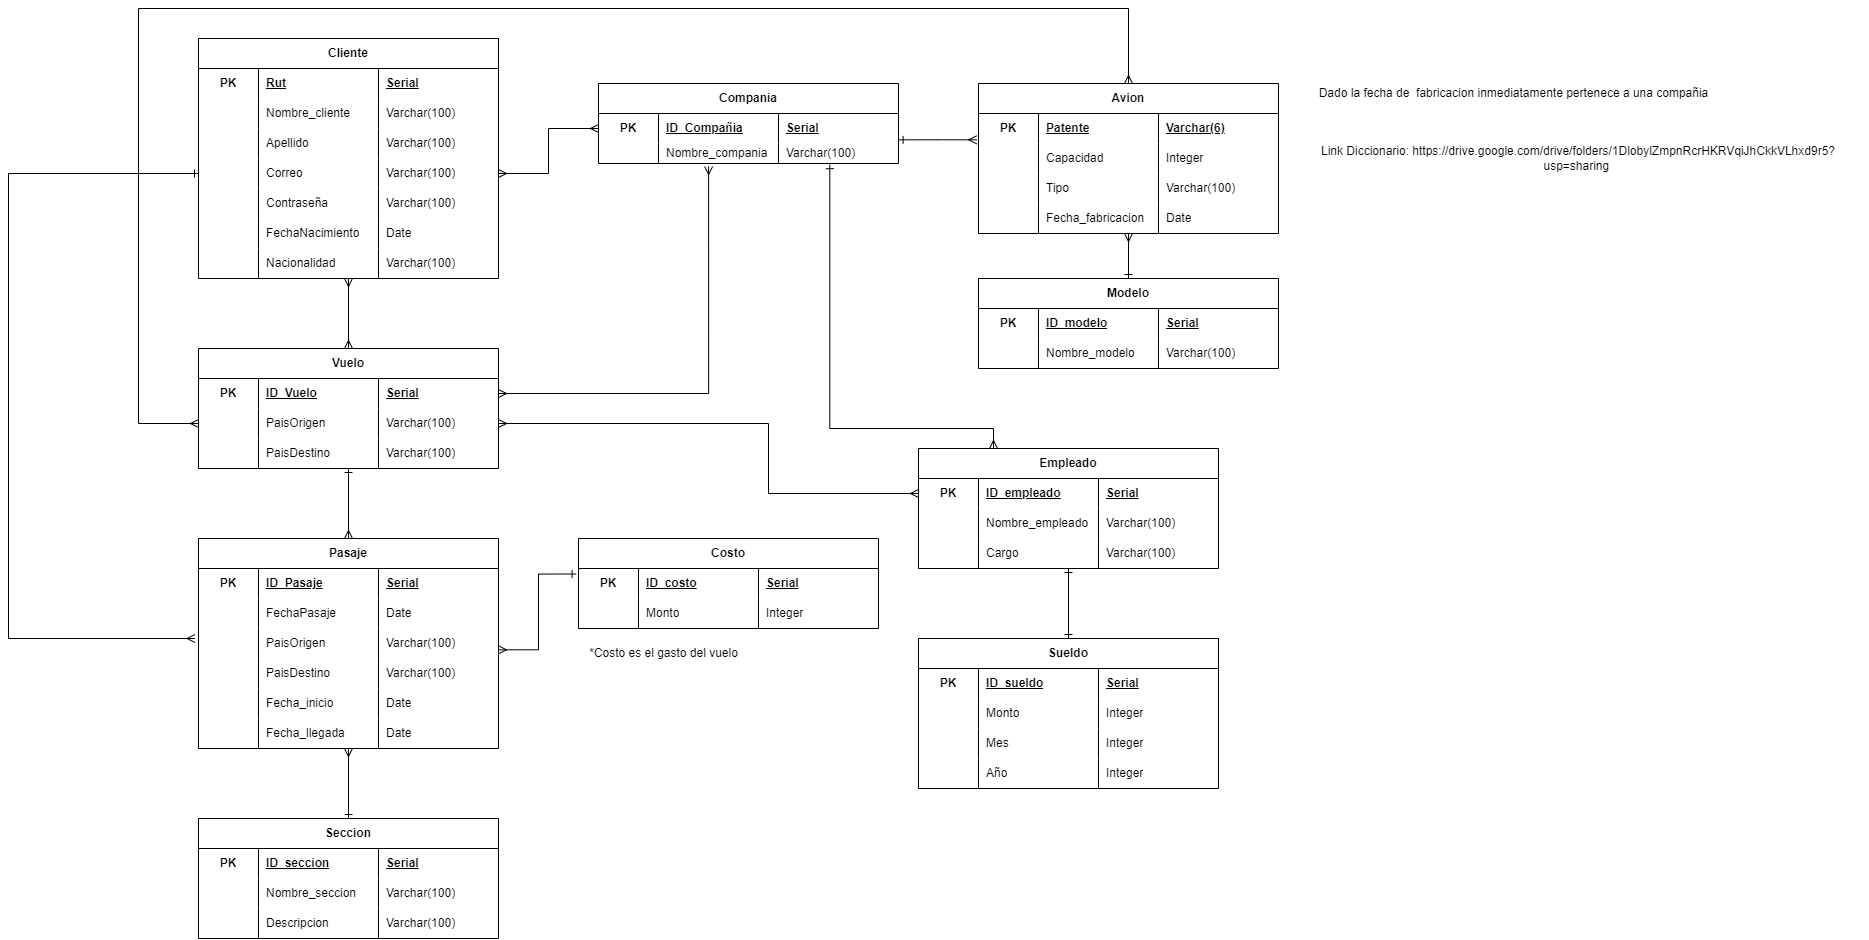 Cliente
PK Rut Serial
Nombre_cliente Varchar(100)
Apellido Varchar(100)
Correo Varchar(100)
Contraseña Varchar(100)
FechaNacimiento Date
Nacionalidad Varchar(100)
Compania
PK ID_Compañia Serial
Nombre_compania Varchar(100)
Avion
PK Patente Varchar(6)
Capacidad Integer
Tipo Varchar(100)
Fecha_fabricacion Date
Dado la fecha de fabricacion inmediatamente pertenece a una compañia
Link Diccionario: https://drive.google.com/drive/folders/1DlobylZmpnRcrHKRVqiJhCkkVLhxd9r5?
usp=sharing
Modelo
PK ID_modelo Serial
Nombre_modelo Varchar(100)
Vuelo
PK ID_Vuelo Serial
PaisOrigen Varchar(100)
PaisDestino Varchar(100)
Empleado
PK ID_empleado Serial
Nombre_empleado Varchar(100)
Cargo Varchar(100)
Pasaje
PK ID_Pasaje Serial
FechaPasaje Date
PaisOrigen Varchar(100)
PaisDestino Varchar(100)
Fecha_inicio Date
Fecha_llegada Date
Costo
PK ID_costo Serial
Monto Integer
*Costo es el gasto del vuelo
Sueldo
PK ID_sueldo Serial
Monto Integer
Mes Integer
Año Integer
Seccion
PK ID_seccion Serial
Nombre_seccion Varchar(100)
Descripcion Varchar(100)